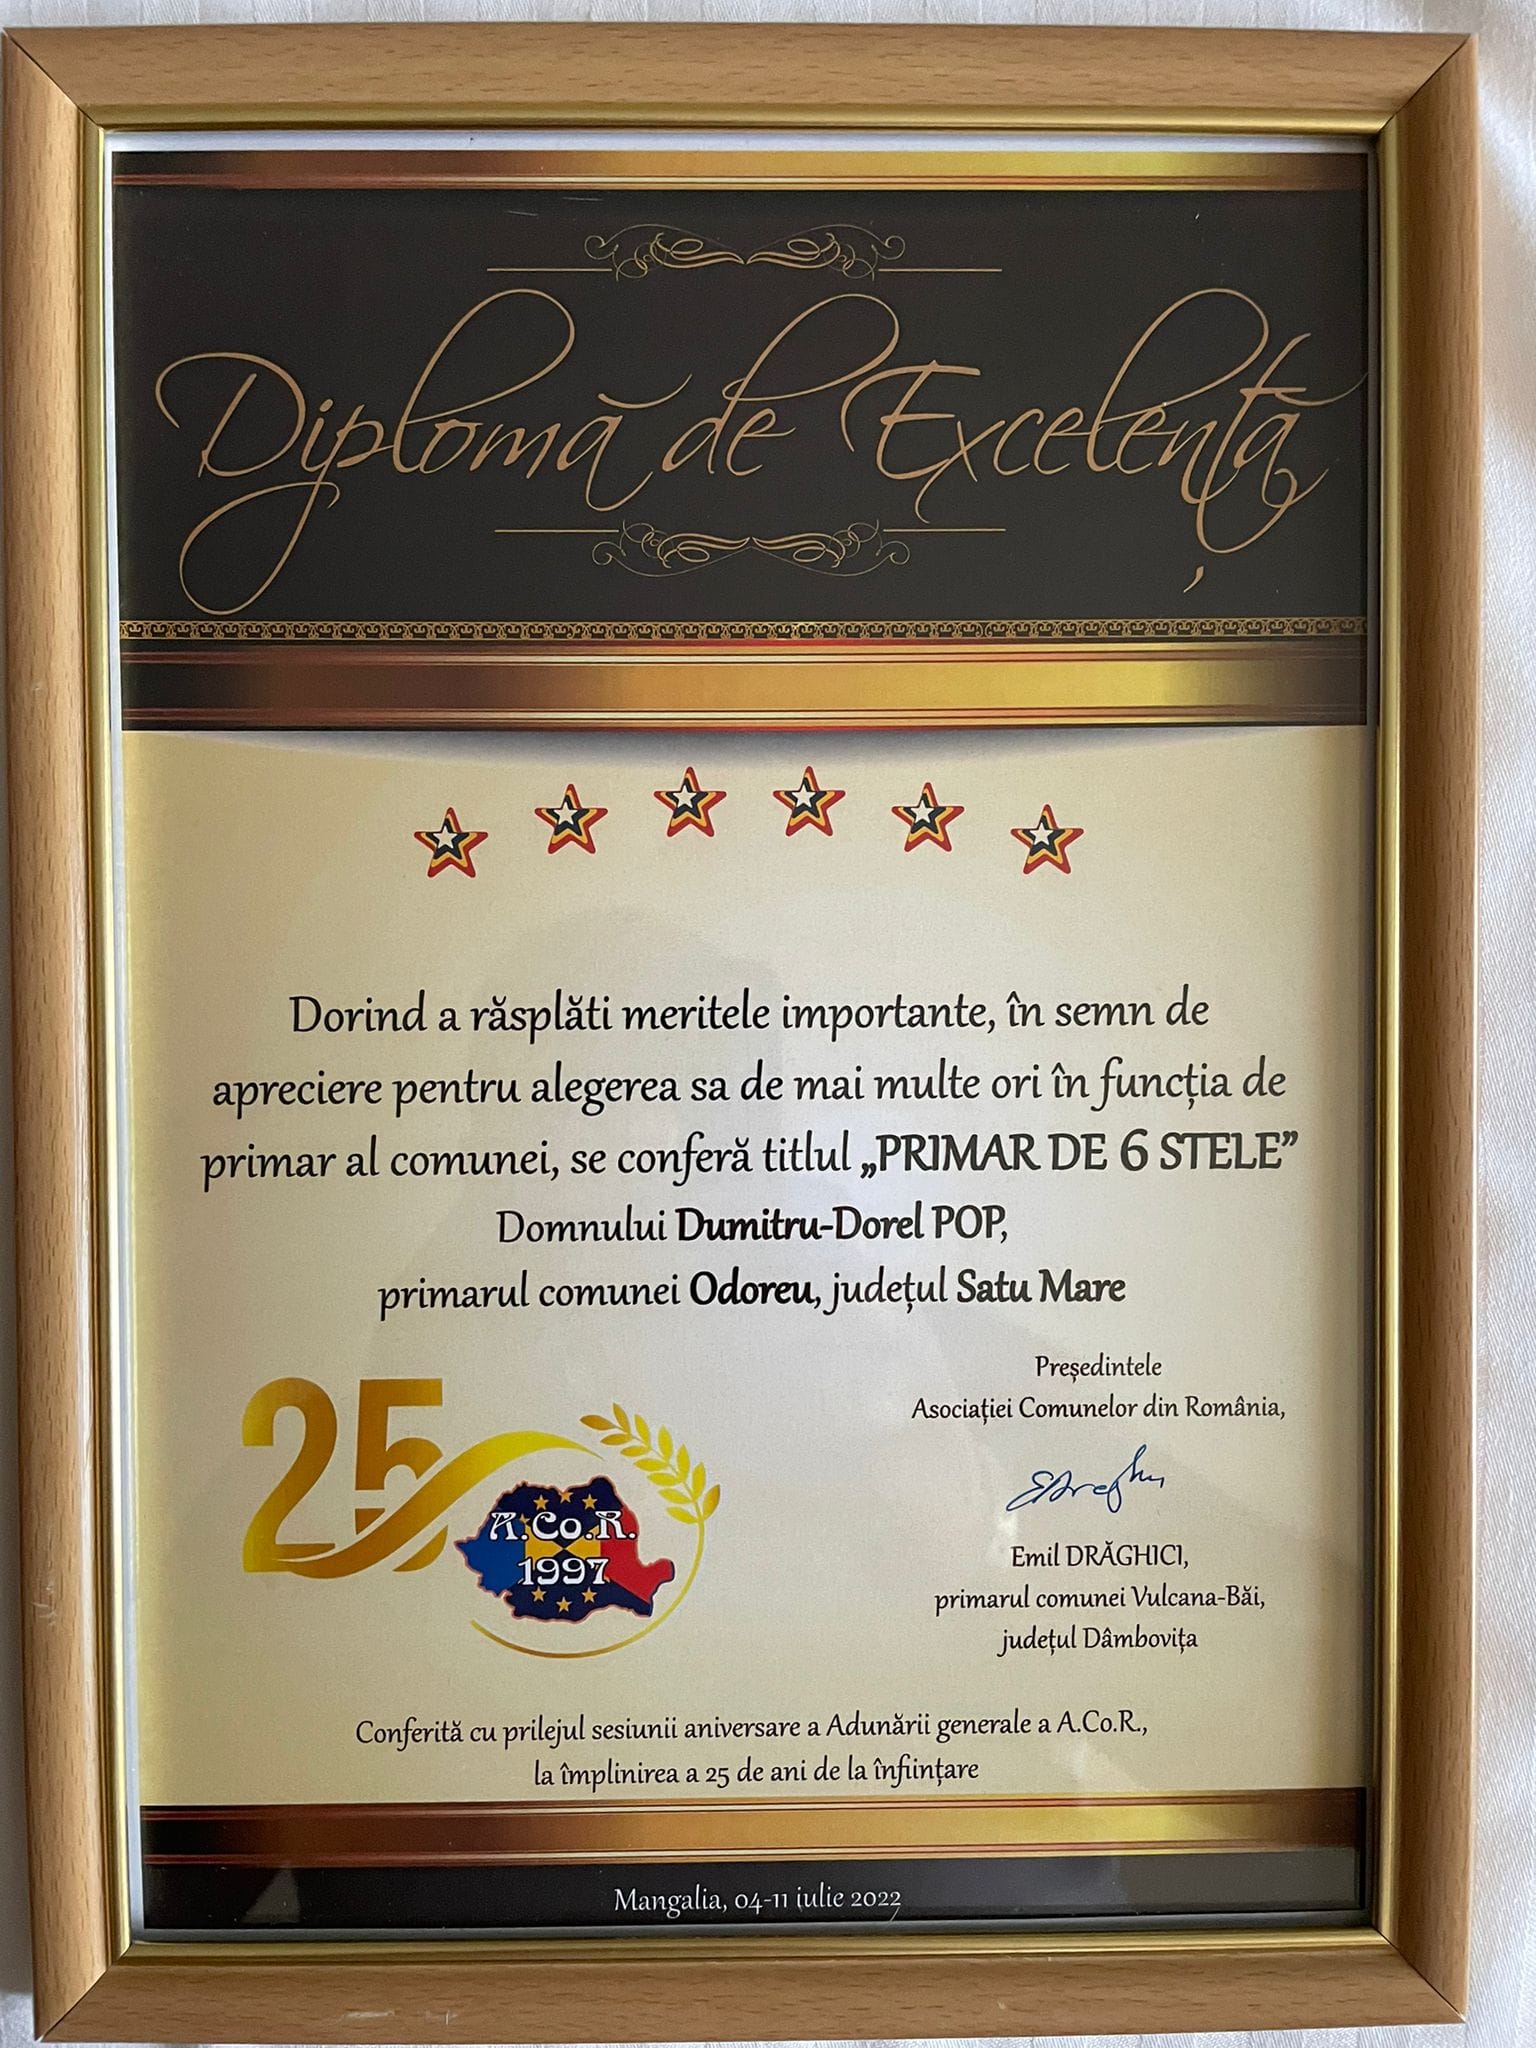 Diplomă de Excelență
Dorind a răsplăti meritele importante, în semn de
apreciere pentru alegerea sa de mai multe ori în funcția de
primar al comunei, se conferă titlul „PRIMAR DE 6 STELE”
Domnului Dumitru-Dorel POP,
primarul comunei Odoreu, județul Satu Mare
Președintele
Asociației Comunelor din România,
25
A.Co.R.
1997
Emil DRĂGHICI,
primarul comunei Vulcana-Băi,
județul Dâmbovița
Conferită cu prilejul sesiunii aniversare a Adunării generale a A.Co.R.,
la împlinirea a 25 de ani de la înființare
Mangalia, 04-11 iulie 2022